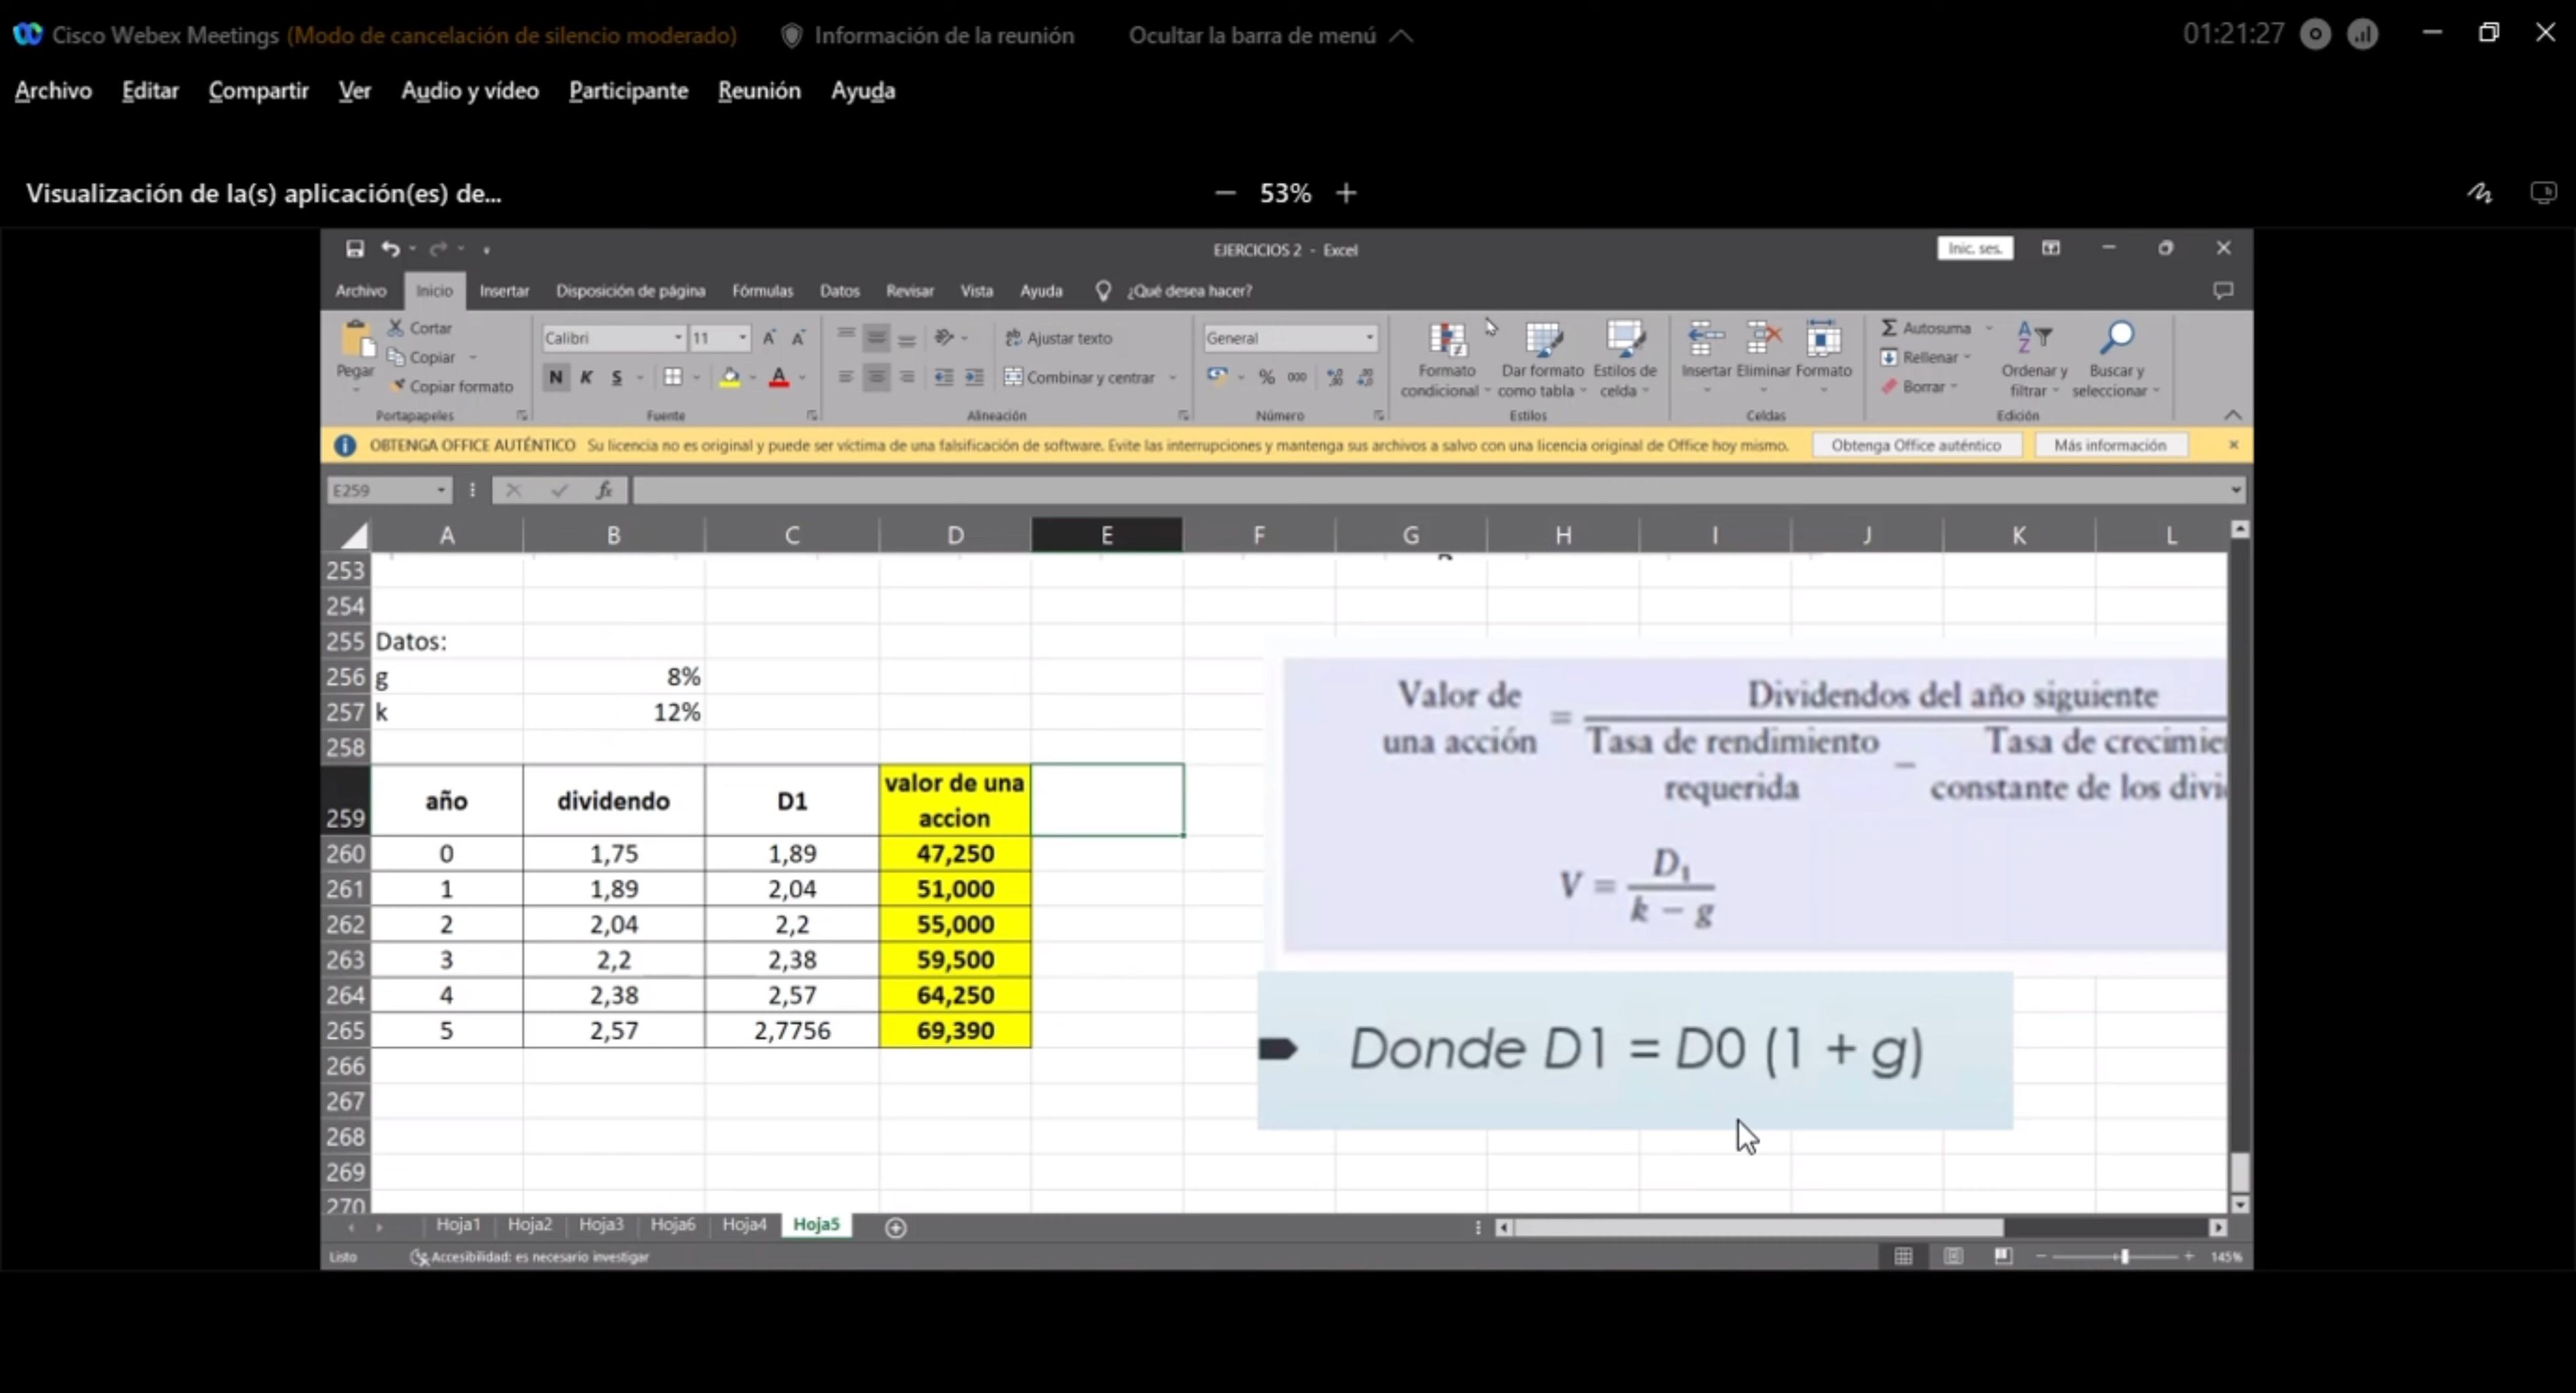 Cisco Webex Meetings (Modo de cancelación de silencio moderado) Información de la reunión Ocultar la barra de menú 01:21:27
Archivo Editar Compartir Ver Audio y vídeo Participante Reunión Ayuda
Visualización de la(s) aplicación(es) de... 53%
EJERCICIOS 2 - Excel Inic. ses.
Archivo Inicio Insertar Disposición de página Fórmulas Datos Revisar Vista Ayuda ¿Qué desea hacer?
Pegar Cortar
Copiar
Copiar formato
Portapapeles
Calibri 11
N K S
Fuente
Ajustar texto
Combinar y centrar
Alineación
General
% 000
Número
Formato condicional
Dar formato como tabla
Estilos de celda
Estilos
Insertar Eliminar Formato
Celdas
Autosuma
Rellenar
Borrar
Ordenar y filtrar
Buscar y seleccionar
Edición
OBTENGA OFFICE AUTÉNTICO Su licencia no es original y puede ser víctima de una falsificación de software. Evite las interrupciones y mantenga sus archivos a salvo con una licencia original de Office hoy mismo. Obtenga Office auténtico Más información
E259 fx
A B C D E F G H I J K L
253
254
255 Datos:
256 g 8%
257 k 12%
258
259 año dividendo D1 valor de una accion
260 0 1,75 1,89 47,250
261 1 1,89 2,04 51,000
262 2 2,04 2,2 55,000
263 3 2,2 2,38 59,500
264 4 2,38 2,57 64,250
265 5 2,57 2,7756 69,390
266
267
268
269
270
Valor de una acción = Dividendos del año siguiente
Tasa de rendimiento requerida − Tasa de crecimie
constante de los divi
V = D1
k − g
Donde D1 = D0 (1 + g)
Hoja1 Hoja2 Hoja3 Hoja6 Hoja4 Hoja5
Listo Accesibilidad: es necesario investigar 145%